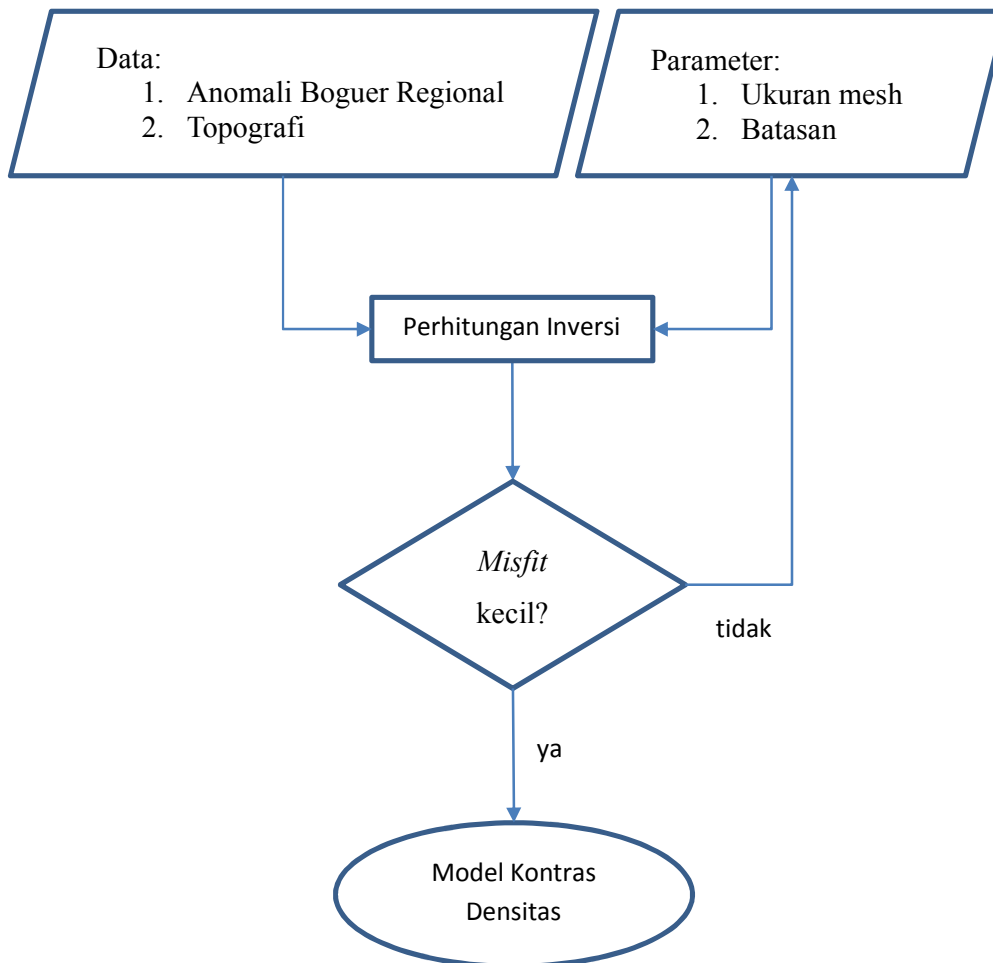 Data:
1. Anomali Boguer Regional
2. Topografi
Parameter:
1. Ukuran mesh
2. Batasan
Perhitungan Inversi
Misfit
kecil?
tidak
ya
Model Kontras
Densitas